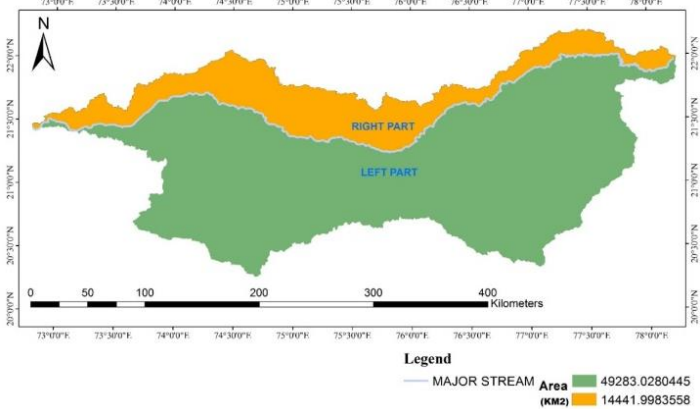 73°0'0"E 73°30'0"E 74°0'0"E 74°30'0"E 75°0'0"E 75°30'0"E 76°0'0"E 76°30'0"E 77°0'0"E 77°30'0"E 78°0'0"E
N
22°0'0"N 22°0'0"N
21°30'0"N 21°30'0"N
RIGHT PART
LEFT PART
21°0'0"N 21°0'0"N
20°30'0"N 20°30'0"N
0 50 100 200 300 400
Kilometers
20°0'0"N 20°0'0"N
73°0'0"E 73°30'0"E 74°0'0"E 74°30'0"E 75°0'0"E 75°30'0"E 76°0'0"E 76°30'0"E 77°0'0"E 77°30'0"E 78°0'0"E
Legend
MAJOR STREAM Area 49283.0280445
(KM2) 14441.9983558